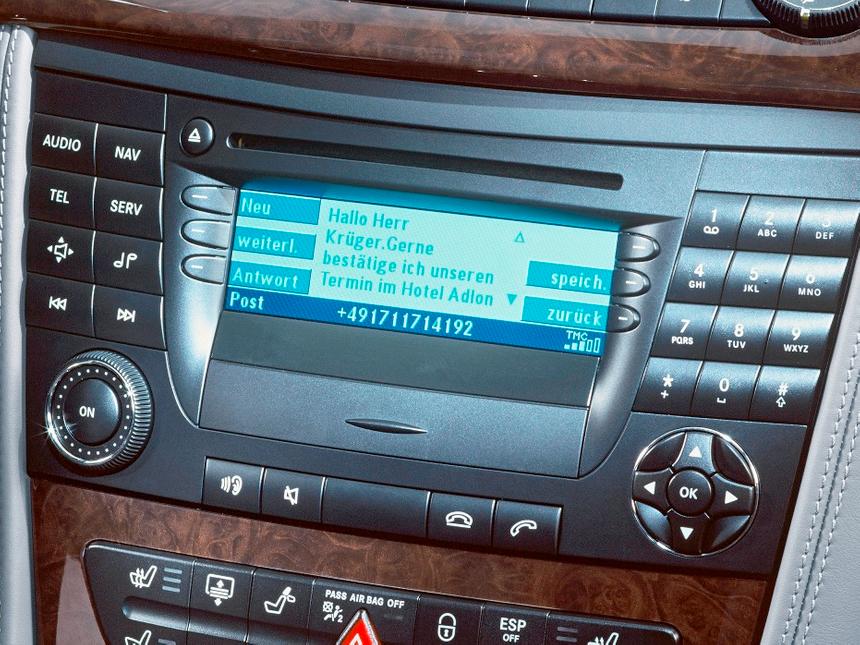 AUDIO
NAV
TEL
SERV
Neu
weiterl.
Antwort
Hallo Herr
Krüger.Gerne
bestätige ich unseren
Termin im Hotel Adlon
speich.
zurück
Post
+491711714192
TMC
1
2 ABC
3 DEF
4 GHI
5 JKL
6 MNO
7 PQRS
8 TUV
9 WXYZ
* +
0
#
ON
OK
PASS AIR BAG OFF
ESP
OFF